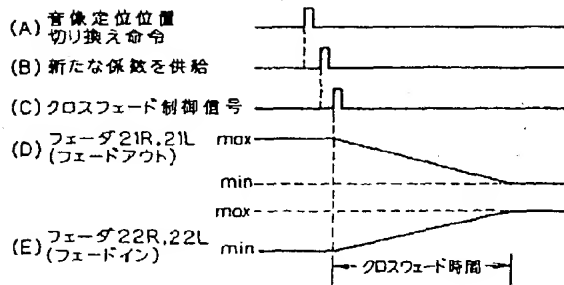 (A) 音像定位位置
切り換え命令
(B) 新たな係数を供給
(C) クロスフェード制御信号
(D) フェーダ21R,21L
(フェードアウト)
max
min
max
(E) フェーダ22R,22L
(フェードイン)
min
クロスウェード時間